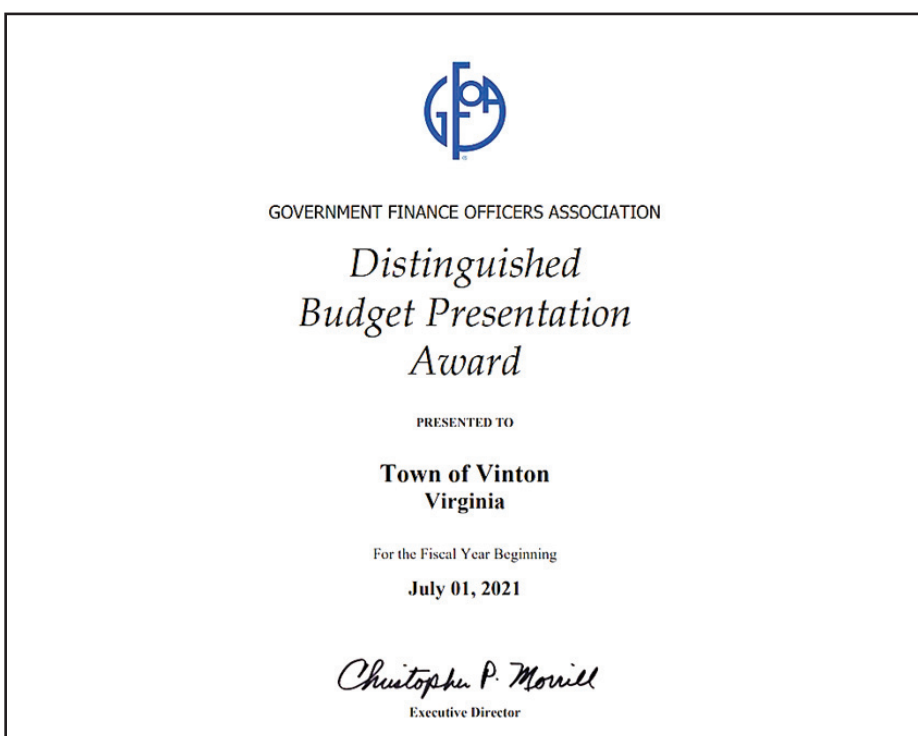 GFOA
GOVERNMENT FINANCE OFFICERS ASSOCIATION
Distinguished
Budget Presentation
Award
PRESENTED TO
Town of Vinton
Virginia
For the Fiscal Year Beginning
July 01, 2021
Christopher P. Morrill
Executive Director